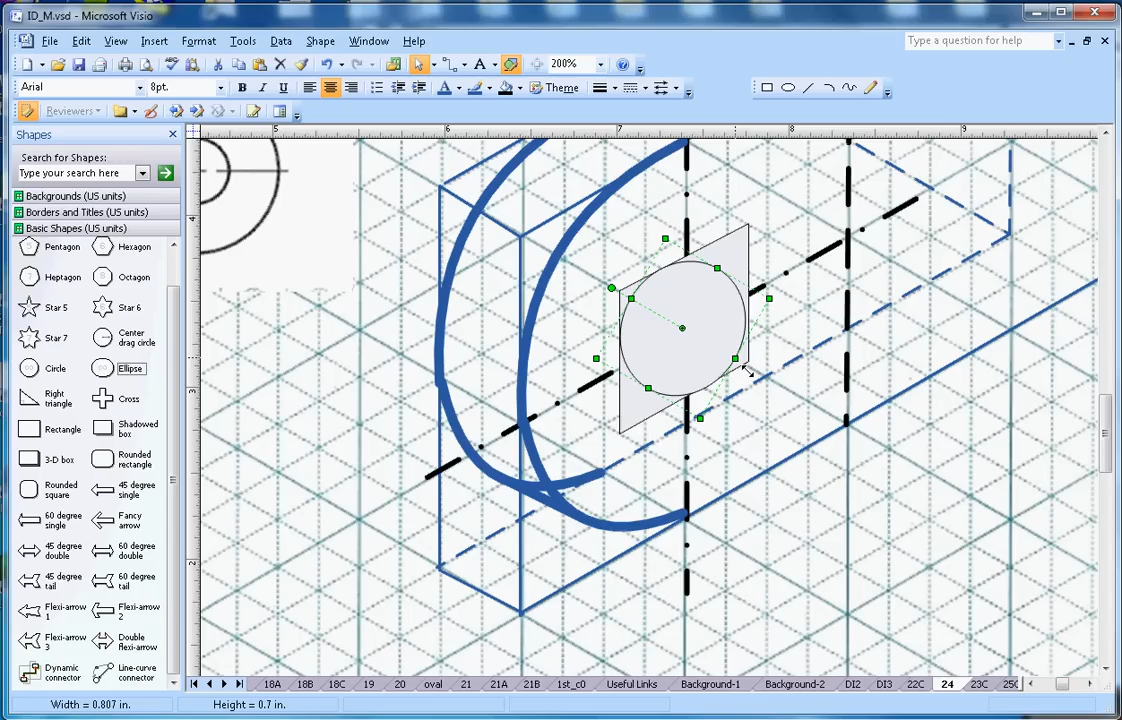 ID_M.vsd - Microsoft Visio
File Edit View Insert Format Tools Data Shape Window Help
Type a question for help
200%
Arial 8pt. B I U A Theme
Reviewers
Shapes
Search for Shapes:
Type your search here
Backgrounds (US units)
Borders and Titles (US units)
Basic Shapes (US units)
Pentagon Hexagon
Heptagon Octagon
Star 5 Star 6
Star 7 Center drag circle
Circle Ellipse
Right triangle Cross
Rectangle Shadowed box
3-D box Rounded rectangle
Rounded square 45 degree single
60 degree single Fancy arrow
45 degree double 60 degree double
45 degree tail 60 degree tail
Flexi-arrow 1 Flexi-arrow 2
Flexi-arrow 3 Double flexi-arrow
Dynamic connector Line-curve connector
5 6 7 8 9
4
3
2
18A 18B 18C 19 20 oval 21 21A 21B 1st_c0 Useful Links Background-1 Background-2 DI2 DI3 22C 24 23C
Width = 0.807 in. Height = 0.7 in.